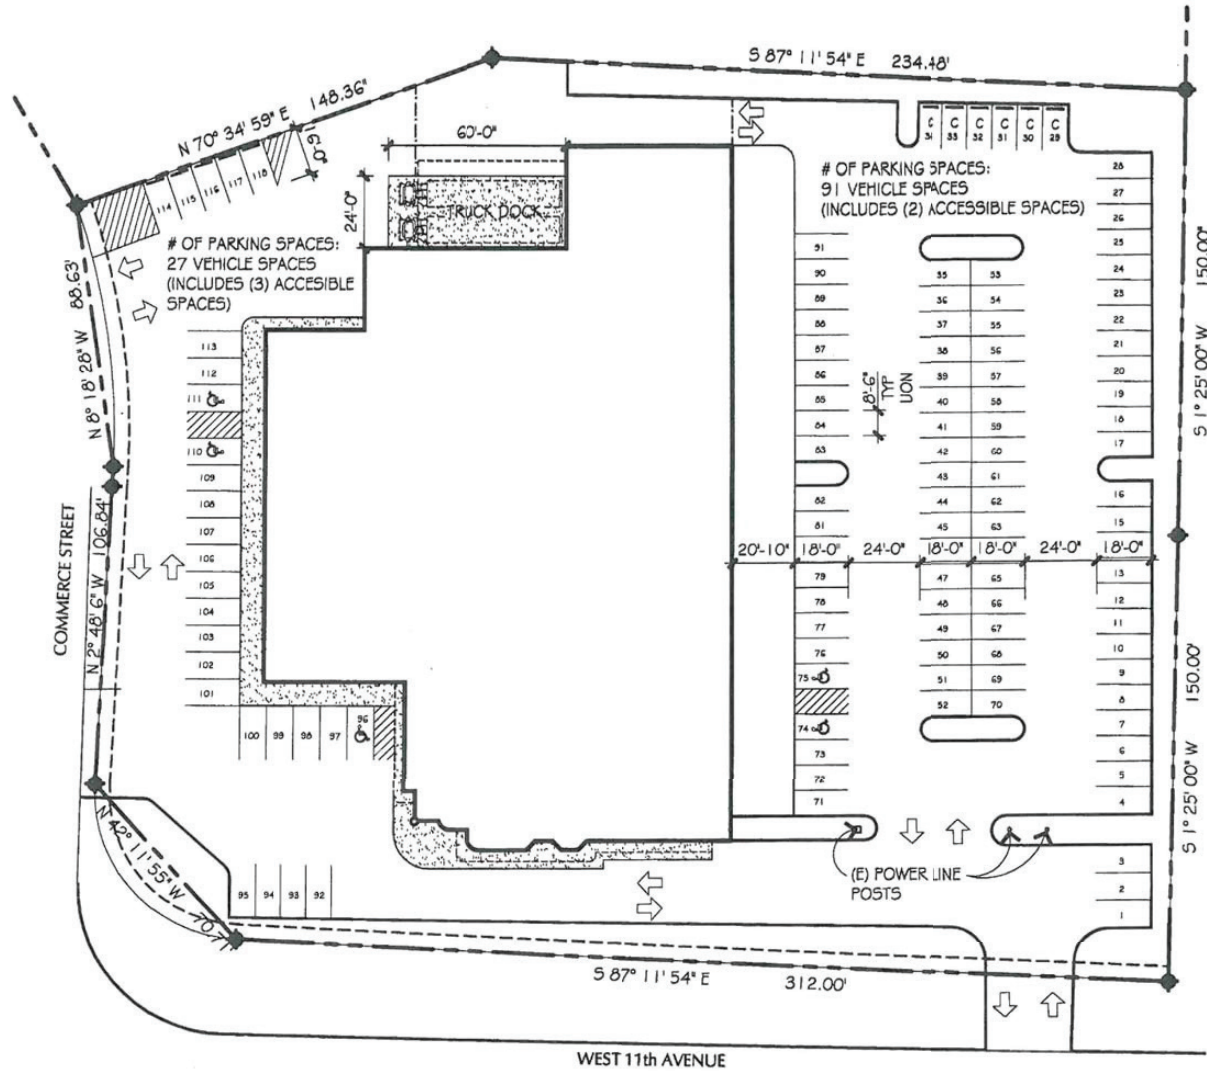 S 87° 11' 54" E 234.48'
N 70° 34' 59" E 148.36"
16'-0"
60'-0"
24'-0"
TRUCK DOCK
C C C C C C
34 33 32 31 30 29
# OF PARKING SPACES:
91 VEHICLE SPACES
(INCLUDES (2) ACCESSIBLE SPACES)
114 115 116 117 118
# OF PARKING SPACES:
27 VEHICLE SPACES
(INCLUDES (3) ACCESIBLE
SPACES)
N 8° 18' 28" W 88.63'
N 2° 48' 6" W 106.84'
COMMERCE STREET
113
112
111
110
109
108
107
106
105
104
103
102
101
100 99 98 97 96
91
90
89
88
87
86
85
84
83
82
81
79
78
77
76
75
74
73
72
71
8'-6"
TYP
UON
35 53
36 54
37 55
38 56
39 57
40 58
41 59
42 60
43 61
44 62
45 63
47 65
48 66
49 67
50 68
51 69
52 70
28
27
26
25
24
23
22
21
20
19
18
17
16
15
13
12
11
10
9
8
7
6
5
4
3
2
1
20'-10" 18'-0" 24'-0" 18'-0" 18'-0" 24'-0" 18'-0"
S 1° 25' 00" W 150.00"
S 1° 25' 00" W 150.00'
(E) POWER LINE
POSTS
95 94 93 92
N 42° 11' 55" W
S 87° 11' 54" E 312.00'
WEST 11th AVENUE